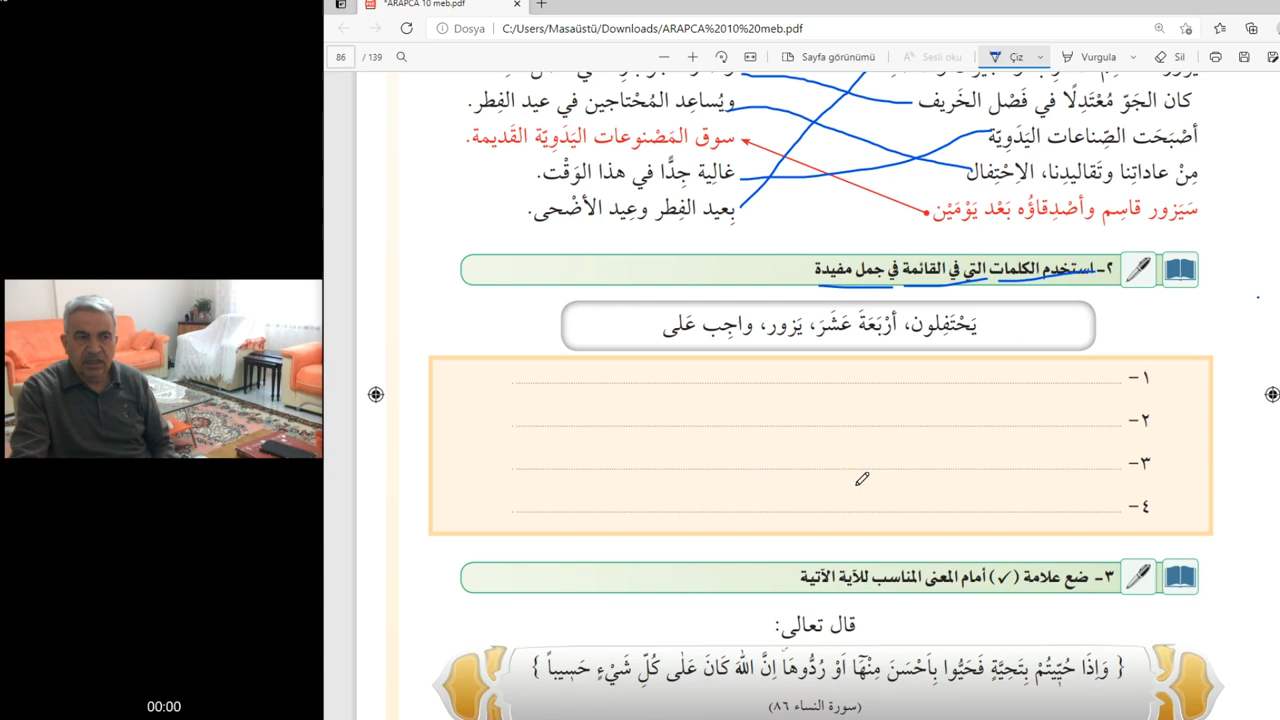 *ARAPCA 10 meb.pdf
Dosya C:/Users/Masaüstü/Downloads/ARAPCA%2010%20meb.pdf
86 / 139 Sayfa görünümü Sesli oku Çiz Vurgula Sil
كان الجَوّ مُعْتَدِلًا في فَصْل الخَريف
ويُساعِد المُحْتاجين في عيد الفِطر.
أصْبَحَت الصِّناعات اليَدَوِيّة
سوق المَصْنوعات اليَدَوِيّة القَديمة.
مِنْ عاداتِنا وتَقاليدِنا، الاِحْتِفال
غالِية جِدًّا في هذا الوَقْت.
سَيَزور قاسِم وأصْدِقاؤُه بَعْد يَوْمَيْن
بِعيد الفِطر وعِيد الأضْحى.
٢- استخدم الكلمات التي في القائمة في جمل مفيدة
يَحْتَفِلون، أرْبَعَةَ عَشَرَ، يَزور، واجِب عَلى
١-
٢-
٣-
٤-
٣- ضع علامة (✓) أمام المعنى المناسب للآية الآتية
قال تعالى:
{ وَاِذَا حُيّٖيتُمْ بِتَحِيَّةٍ فَحَيُّوا بِاَحْسَنَ مِنْهَٓا اَوْ رُدُّوهَا اِنَّ اللّٰهَ كَانَ عَلٰى كُلِّ شَيْءٍ حَسٖيباً }
(سورة النساء ٨٦)
00:00